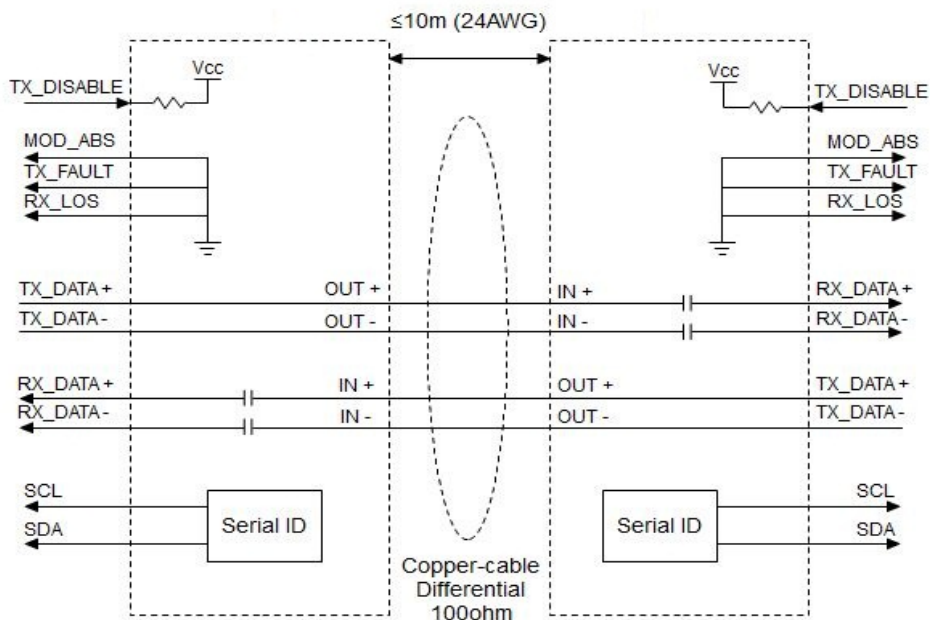 ≤10m (24AWG)
Vcc
Vcc
TX_DISABLE
TX_DISABLE
MOD_ABS
MOD_ABS
TX_FAULT
TX_FAULT
RX_LOS
RX_LOS
TX_DATA+
OUT +
IN +
RX_DATA+
TX_DATA-
OUT -
IN -
RX_DATA-
RX_DATA+
IN +
OUT +
TX_DATA+
RX_DATA-
IN -
OUT -
TX_DATA-
SCL
SCL
Serial ID
Serial ID
SDA
SDA
Copper-cable
Differential
100ohm